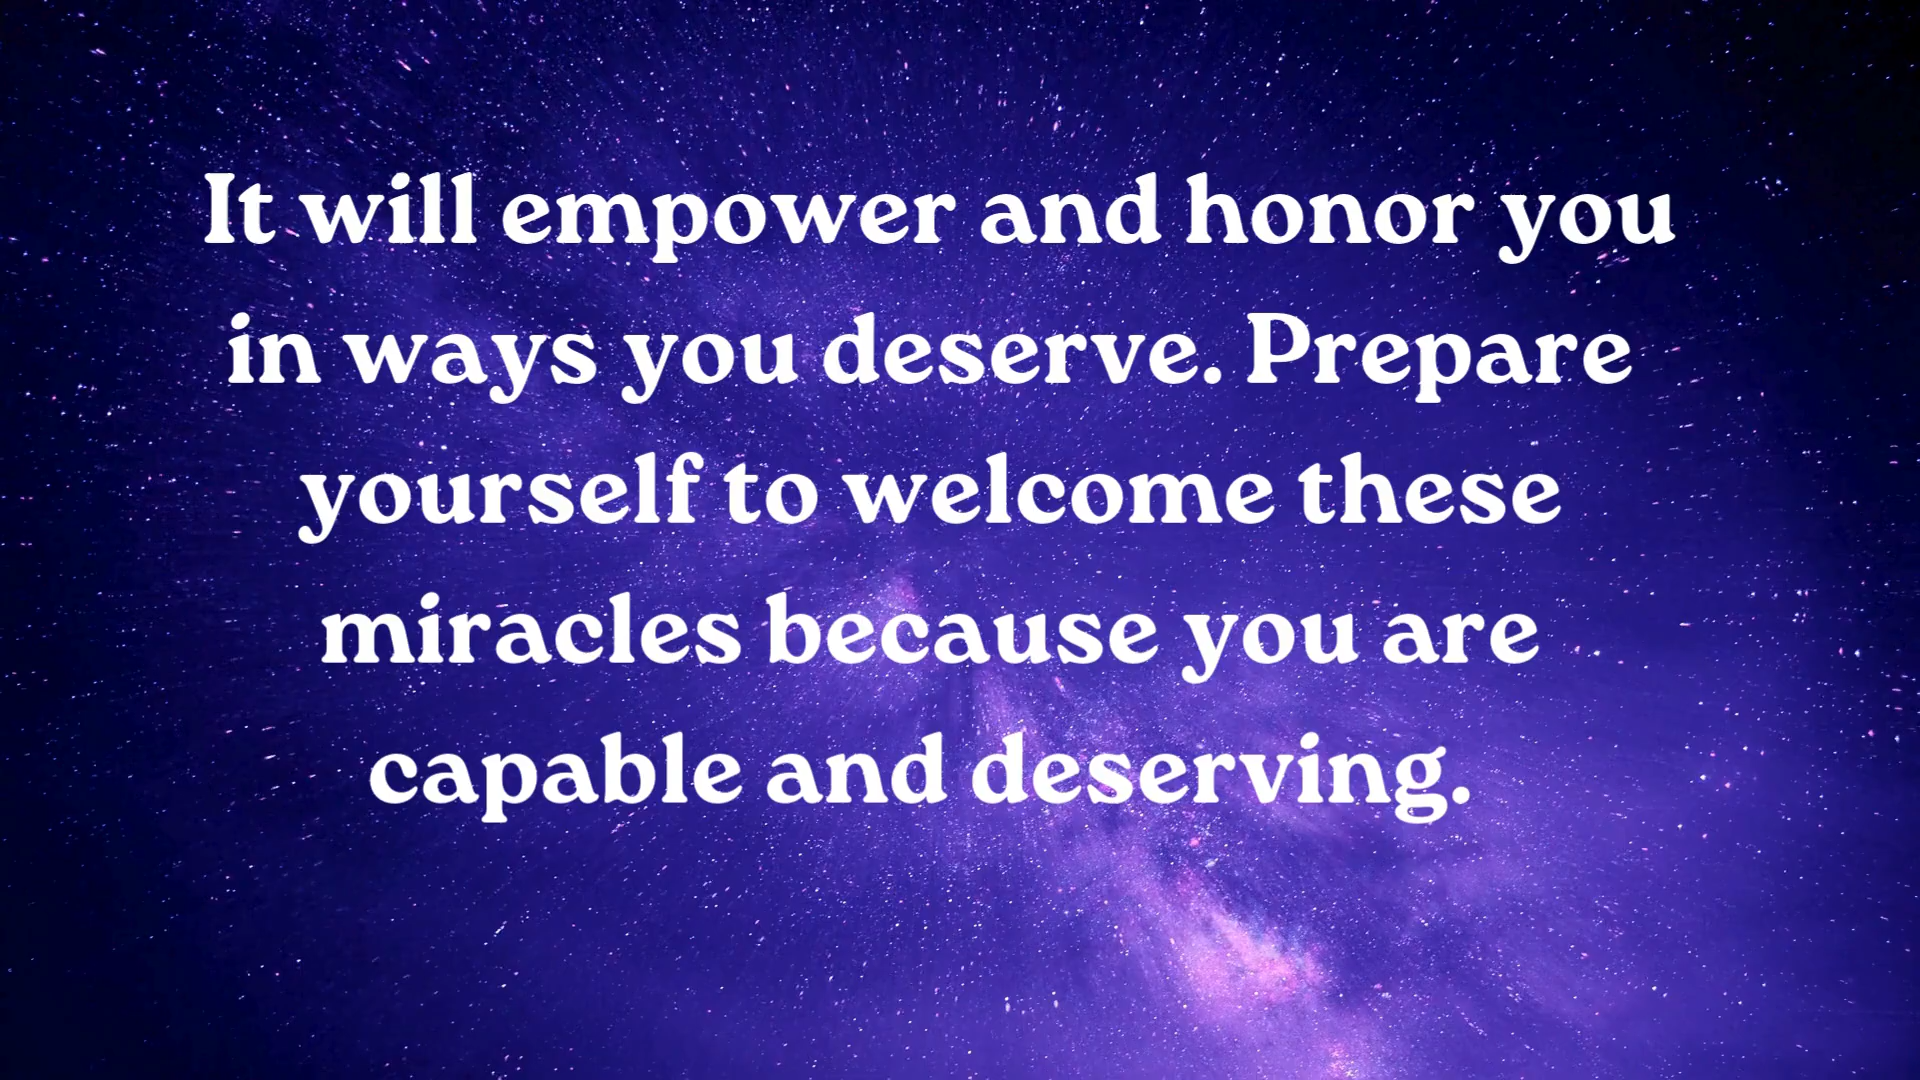 It will empower and honor you
in ways you deserve. Prepare
yourself to welcome these
miracles because you are
capable and deserving.